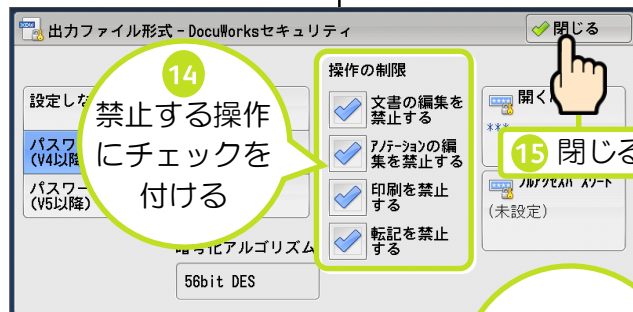 出力ファイル形式 - DocuWorksセキュリティ
閉じる
14
禁止する操作
にチェックを
付ける
設定しな
パスワ
(V4以降
パスワー
(V5以降)
操作の制限
文書の編集を
禁止する
アノテーションの編
集を禁止する
印刷を禁止
する
転記を禁止
する
開く
***
15 閉じる
フルアクセスパスワード
(未設定)
暗号化アルゴリズム
56bit DES